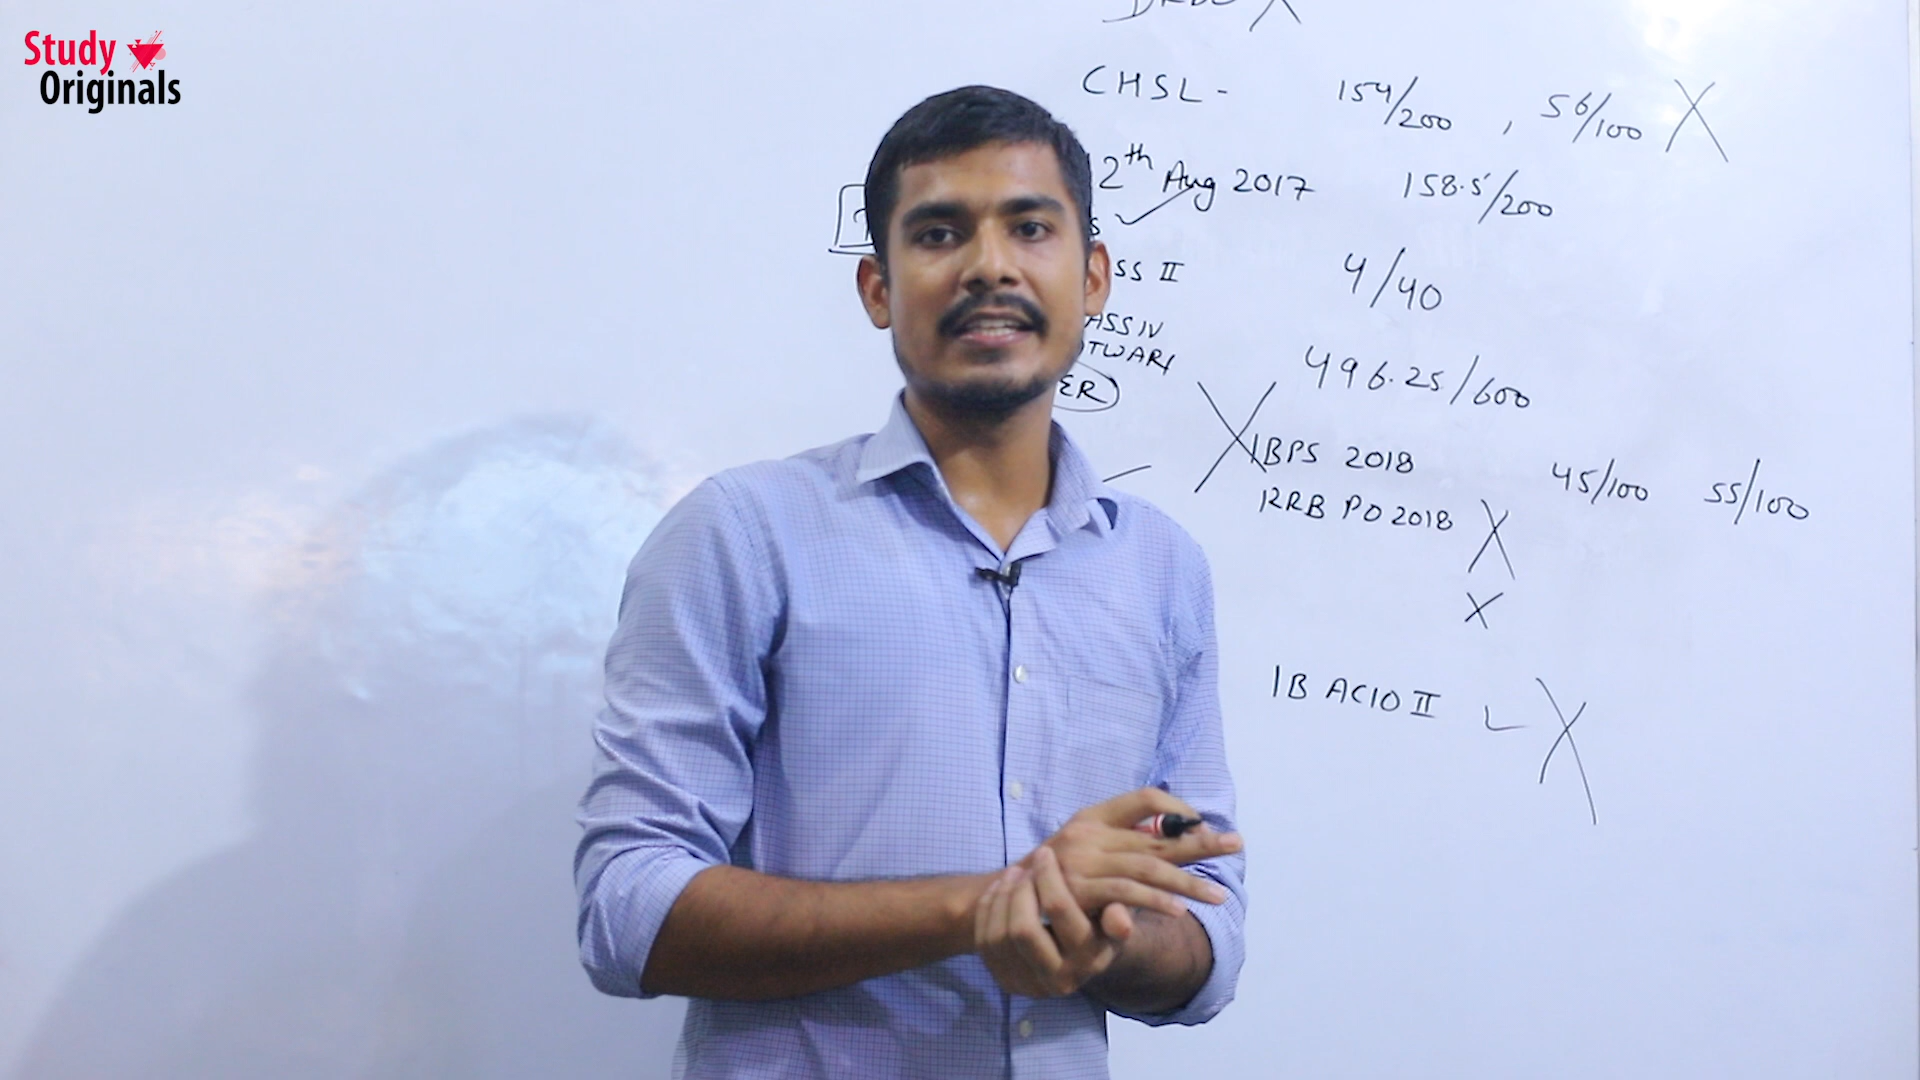 Study
Originals
CHSL - 154/200 , 56/100 X
2th Aug 2017 158.5/200
S ✓
SS II 4/40
ASS IV
TWARI
ER
496.25/600
X
IBPS 2018 45/100 55/100
RRB PO 2018 X
X
IB ACIO II X